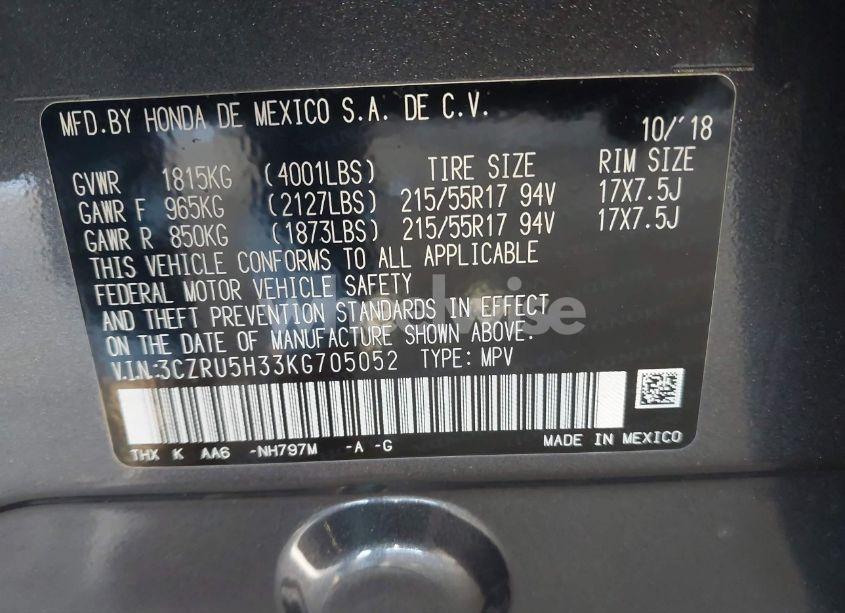 MFD.BY HONDA DE MEXICO S.A. DE C.V.
10/'18
GVWR 1815KG (4001LBS) TIRE SIZE RIM SIZE
GAWR F 965KG (2127LBS) 215/55R17 94V 17X7.5J
GAWR R 850KG (1873LBS) 215/55R17 94V 17X7.5J
THIS VEHICLE CONFORMS TO ALL APPLICABLE
FEDERAL MOTOR VEHICLE SAFETY
AND THEFT PREVENTION STANDARDS IN EFFECT
ON THE DATE OF MANUFACTURE SHOWN ABOVE.
V.I.N:3CZRU5H33KG705052 TYPE: MPV
THX K AA6 -NH797M -A -G
MADE IN MEXICO